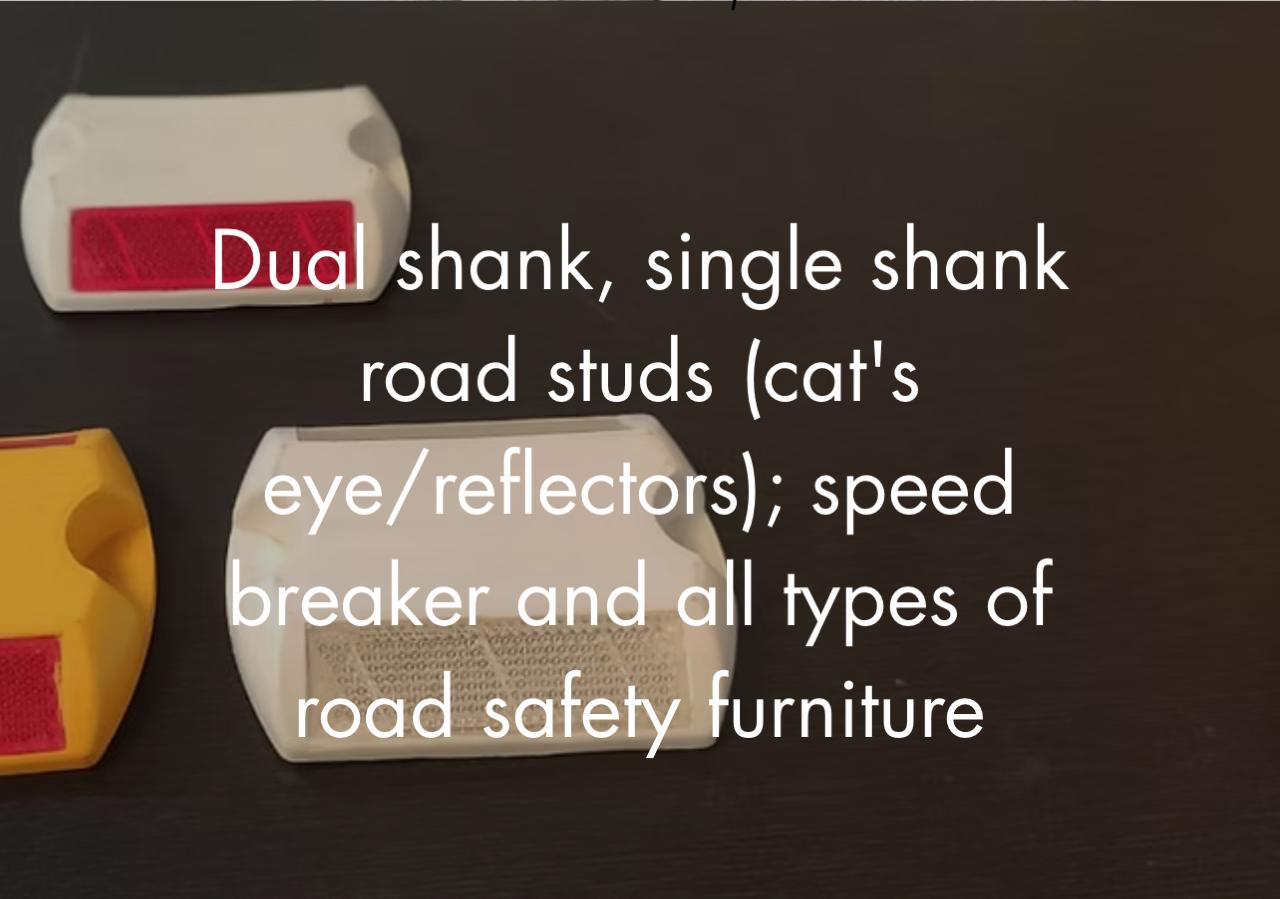 Dual shank, single shank
road studs (cat's
eye/reflectors); speed
breaker and all types of
road safety furniture